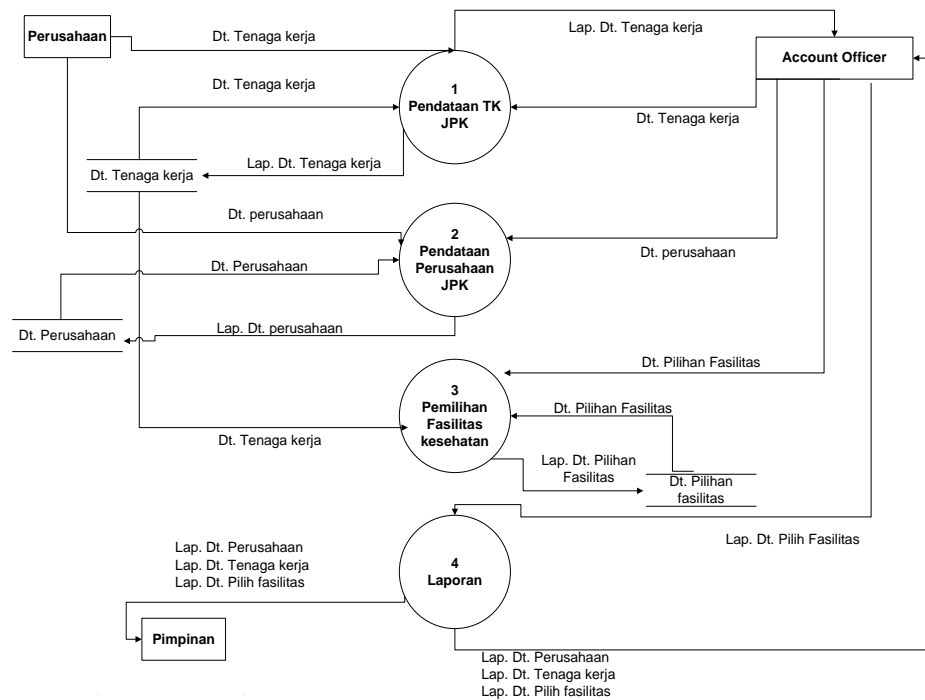 Perusahaan
Dt. Tenaga kerja
Lap. Dt. Tenaga kerja
Account Officer
Dt. Tenaga kerja
1
Pendataan TK
JPK
Dt. Tenaga kerja
Lap. Dt. Tenaga kerja
Dt. Tenaga kerja
Dt. perusahaan
2
Pendataan
Perusahaan
JPK
Dt. perusahaan
Dt. Perusahaan
Lap. Dt. perusahaan
Dt. Perusahaan
Dt. Pilihan Fasilitas
3
Pemilihan
Fasilitas
kesehatan
Dt. Pilihan Fasilitas
Dt. Tenaga kerja
Lap. Dt. Pilihan
Fasilitas
Dt. Pilihan
fasilitas
Lap. Dt. Pilih Fasilitas
Lap. Dt. Perusahaan
Lap. Dt. Tenaga kerja
Lap. Dt. Pilih fasilitas
4
Laporan
Pimpinan
Lap. Dt. Perusahaan
Lap. Dt. Tenaga kerja
Lap. Dt. Pilih fasilitas